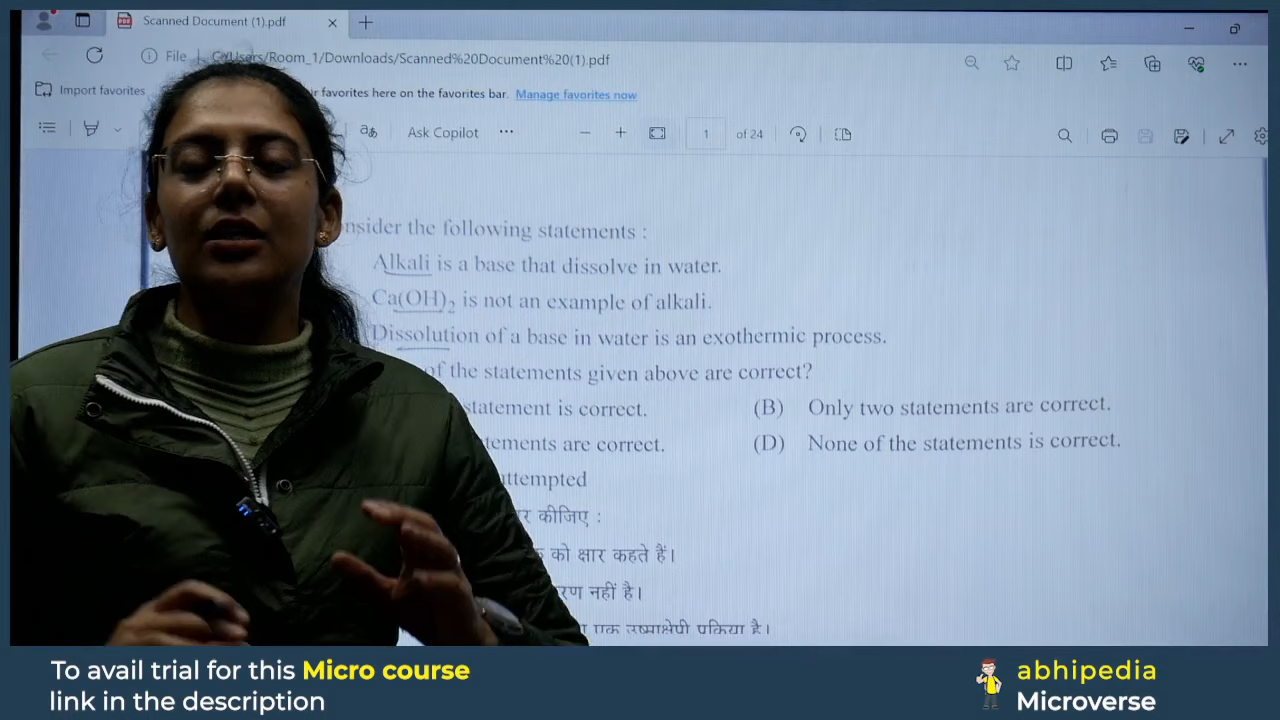 Scanned Document (1).pdf
File
C:/Users/Room_1/Downloads/Scanned%20Document%20(1).pdf
Import favorites
favorites here on the favorites bar. Manage favorites now
Ask Copilot
1 of 24
nsider the following statements :
Alkali is a base that dissolve in water.
Ca(OH)₂ is not an example of alkali.
Dissolution of a base in water is an exothermic process.
of the statements given above are correct?
statement is correct.
(B) Only two statements are correct.
tements are correct.
(D) None of the statements is correct.
ttempted
र कीजिए :
को क्षार कहते हैं।
रण नहीं है।
एक उष्माक्षेपी प्रक्रिया है।
To avail trial for this Micro course
link in the description
abhipedia
Microverse